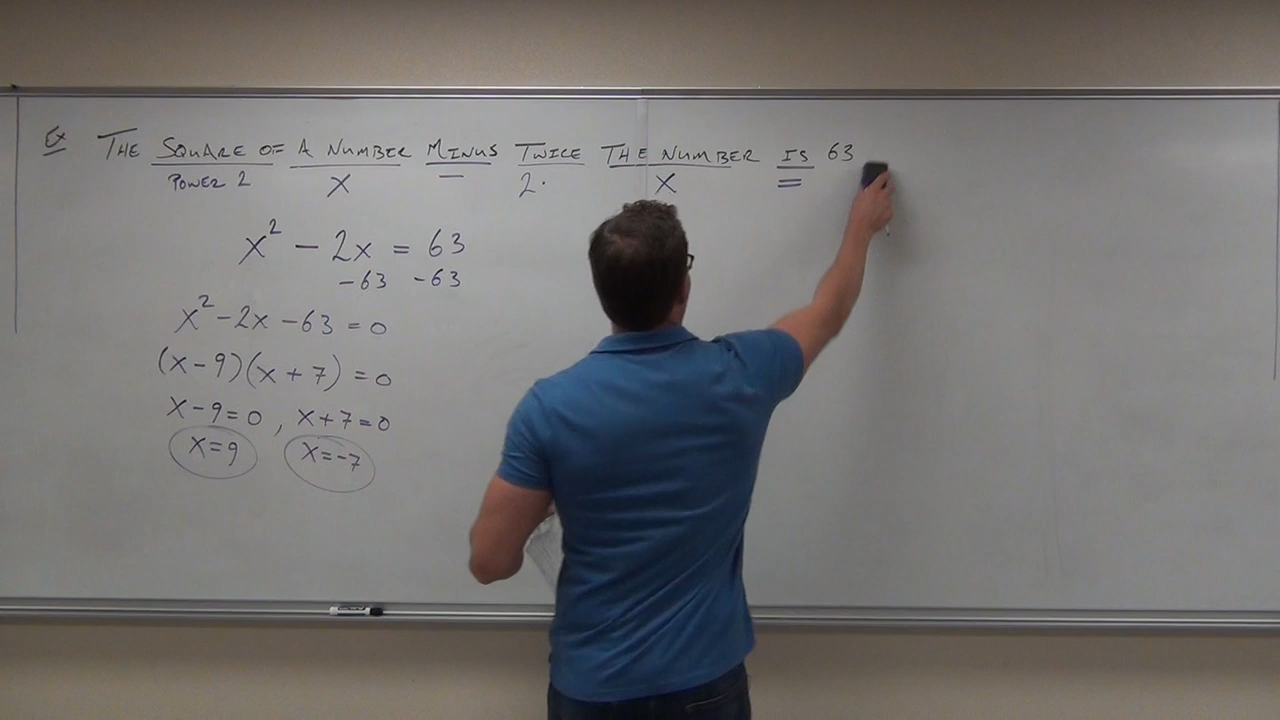 Ex THE SQUARE OF A NUMBER MINUS TWICE THE NUMBER IS 63
POWER 2 X — 2· X =
x² - 2x = 63
-63 -63
x² - 2x - 63 = 0
(x - 9)(x + 7) = 0
x - 9 = 0 , x + 7 = 0
x = 9 x = -7